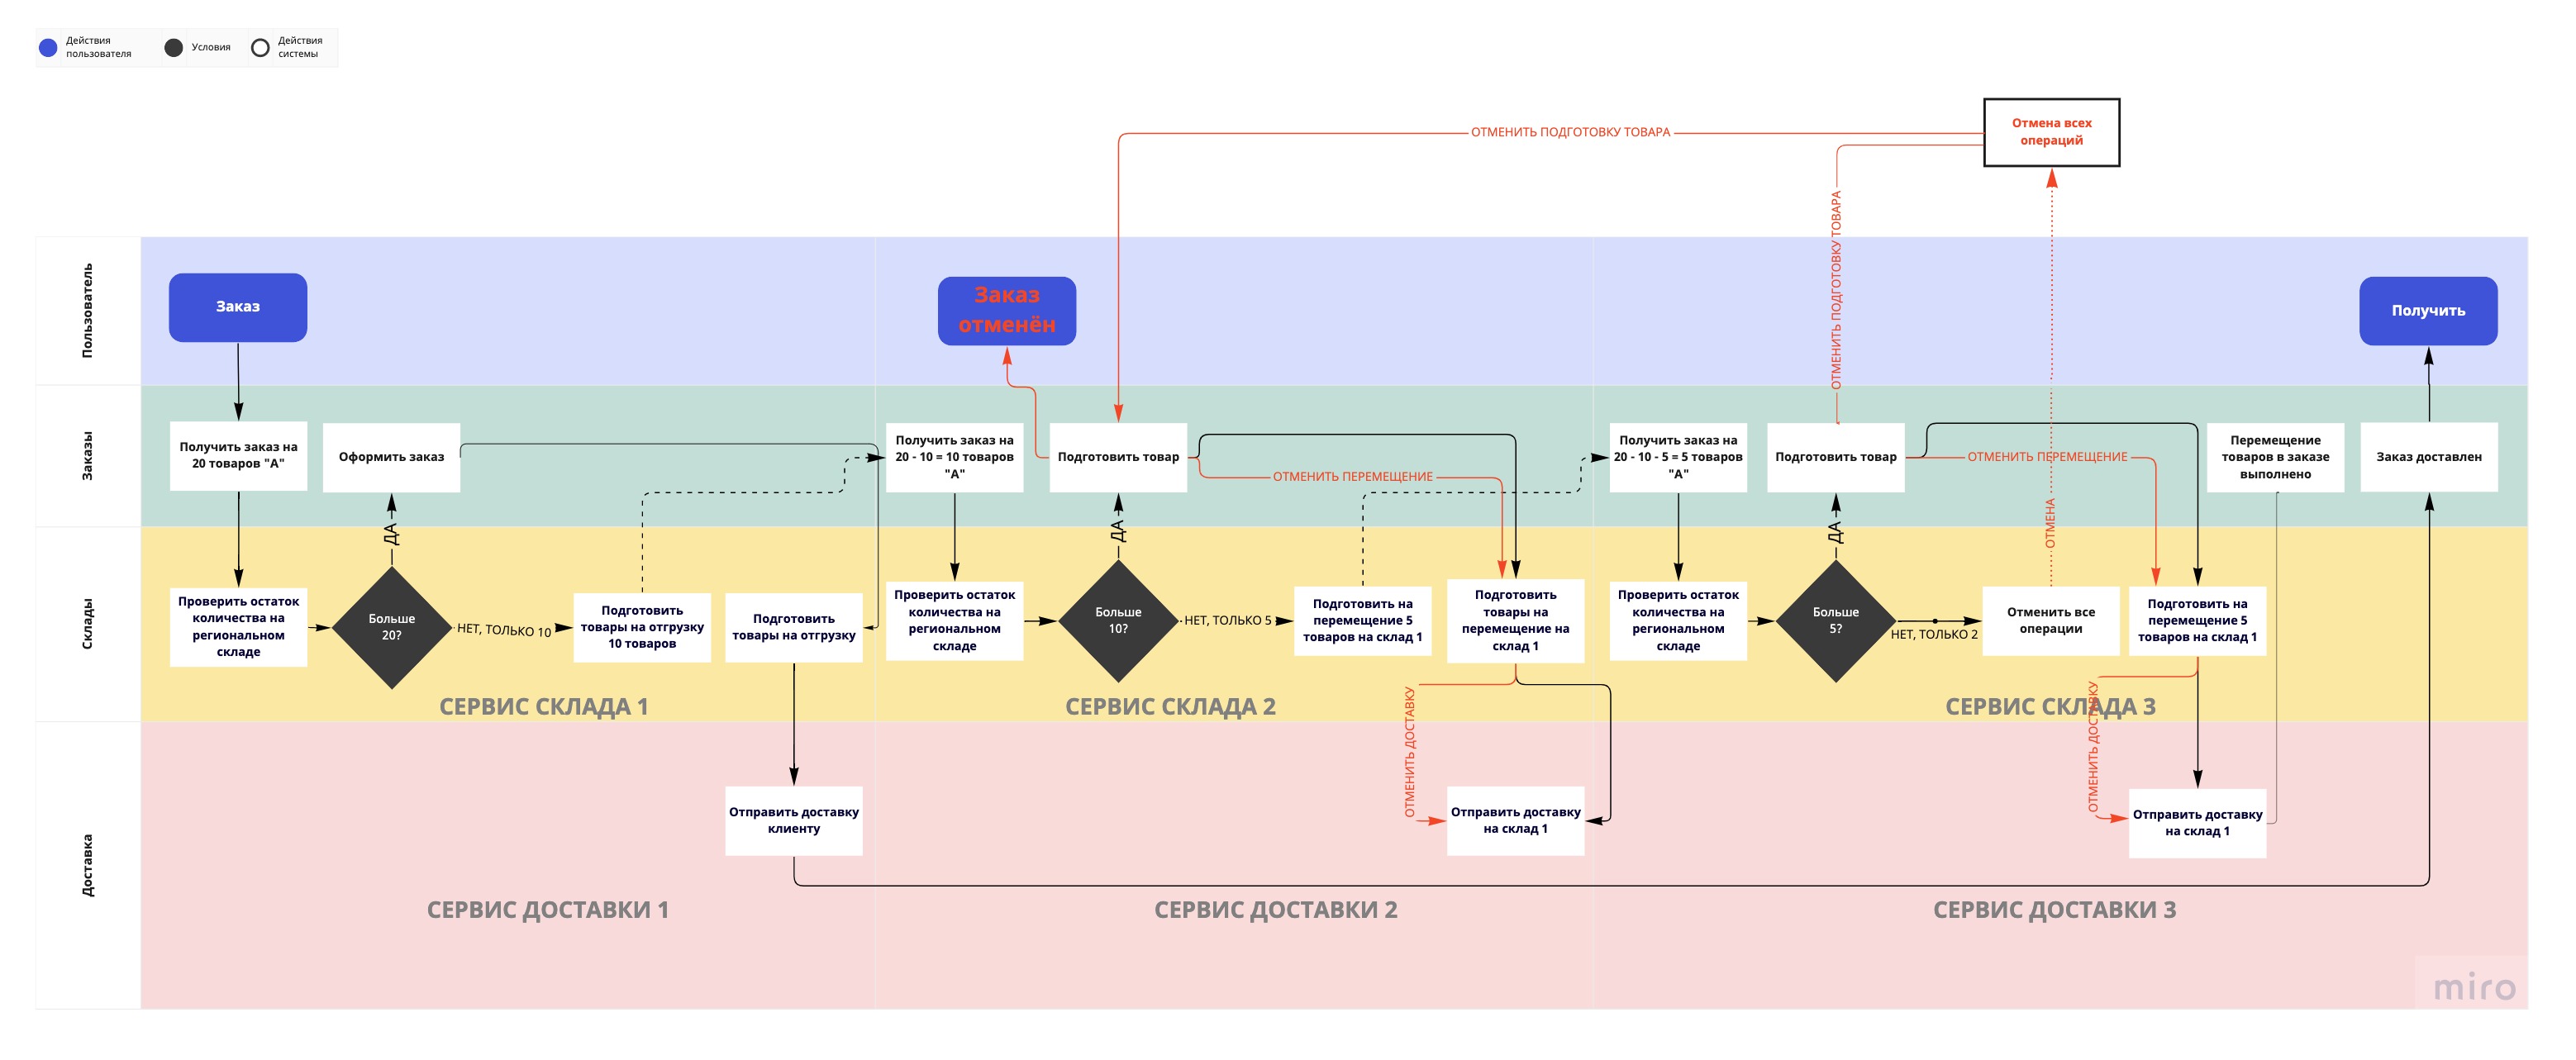 Действия
пользователя
Условия
Действия
системы
Отмена всех
операций
ОТМЕНИТЬ ПОДГОТОВКУ ТОВАРА
ОТМЕНИТЬ ПОДГОТОВКУ ТОВАРА
Пользователь
Заказ
Заказ
отменён
Получить
Заказы
Получить заказ на
20 товаров "А"
Оформить заказ
Получить заказ на
20 - 10 = 10 товаров
"А"
Подготовить товар
ОТМЕНИТЬ ПЕРЕМЕЩЕНИЕ
Получить заказ на
20 - 10 - 5 = 5 товаров
"А"
Подготовить товар
ОТМЕНИТЬ ПЕРЕМЕЩЕНИЕ
Перемещение
товаров в заказе
выполнено
Заказ доставлен
ДА
ДА
ДА
ОТМЕНА
Склады
Проверить остаток
количества на
региональном
складе
Больше
20?
НЕТ, ТОЛЬКО 10
Подготовить
товары на отгрузку
10 товаров
Подготовить
товары на отгрузку
Проверить остаток
количества на
региональном
складе
Больше
10?
НЕТ, ТОЛЬКО 5
Подготовить на
перемещение 5
товаров на склад 1
Подготовить
товары на
перемещение на
склад 1
Проверить остаток
количества на
региональном
складе
Больше
5?
НЕТ, ТОЛЬКО 2
Отменить все
операции
Подготовить на
перемещение 5
товаров на склад 1
СЕРВИС СКЛАДА 1
СЕРВИС СКЛАДА 2
СЕРВИС СКЛАДА 3
ОТМЕНИТЬ ДОСТАВКУ
ОТМЕНИТЬ ДОСТАВКУ
Доставка
Отправить доставку
клиенту
Отправить доставку
на склад 1
Отправить доставку
на склад 1
СЕРВИС ДОСТАВКИ 1
СЕРВИС ДОСТАВКИ 2
СЕРВИС ДОСТАВКИ 3
miro